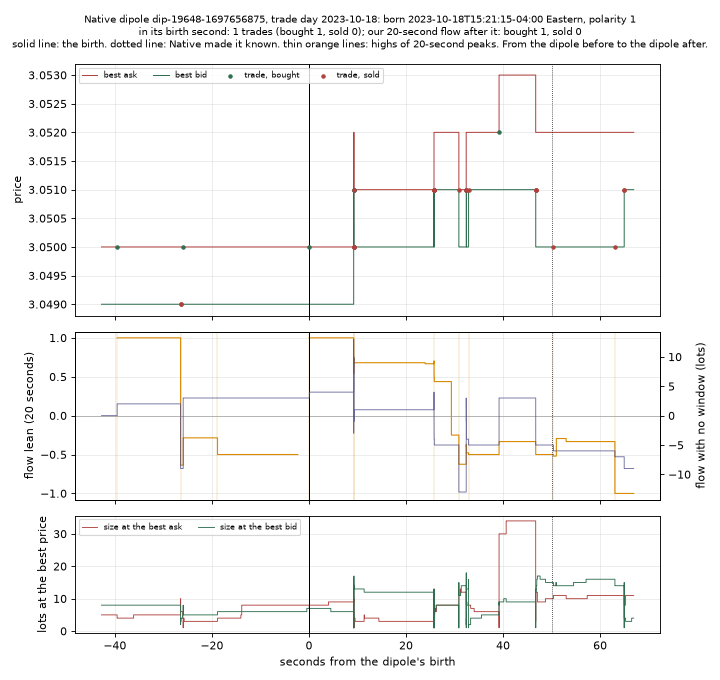 Native dipole dip-19648-1697656875, trade day 2023-10-18: born 2023-10-18T15:21:15-04:00 Eastern, polarity 1
in its birth second: 1 trades (bought 1, sold 0); our 20-second flow after it: bought 1, sold 0
solid line: the birth. dotted line: Native made it known. thin orange lines: highs of 20-second peaks. From the dipole before to the dipole after.
best ask
best bid
trade, bought
trade, sold
3.0530
3.0525
3.0520
3.0515
3.0510
3.0505
3.0500
3.0495
3.0490
price
1.0
0.5
0.0
−0.5
−1.0
flow lean (20 seconds)
10
5
0
−5
−10
flow with no window (lots)
size at the best ask
size at the best bid
30
20
10
0
lots at the best price
−40
−20
0
20
40
60
seconds from the dipole's birth